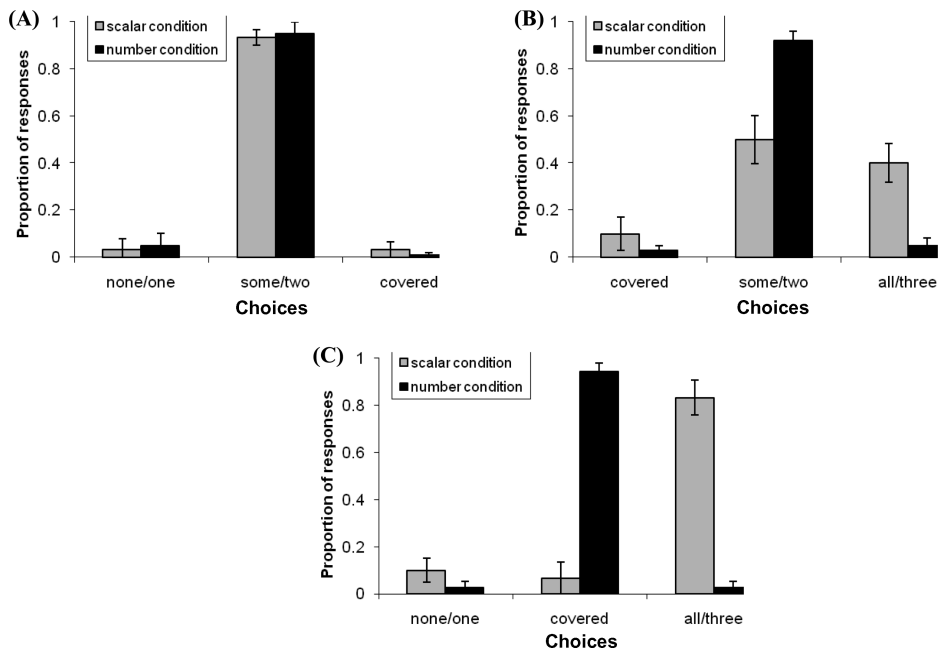 (A)
Proportion of responses
1
0.8
0.6
0.4
0.2
0
scalar condition
number condition
none/one some/two covered
Choices
(B)
Proportion of responses
1
0.8
0.6
0.4
0.2
0
scalar condition
number condition
covered some/two all/three
Choices
(C)
Proportion of responses
1
0.8
0.6
0.4
0.2
0
scalar condition
number condition
none/one covered all/three
Choices